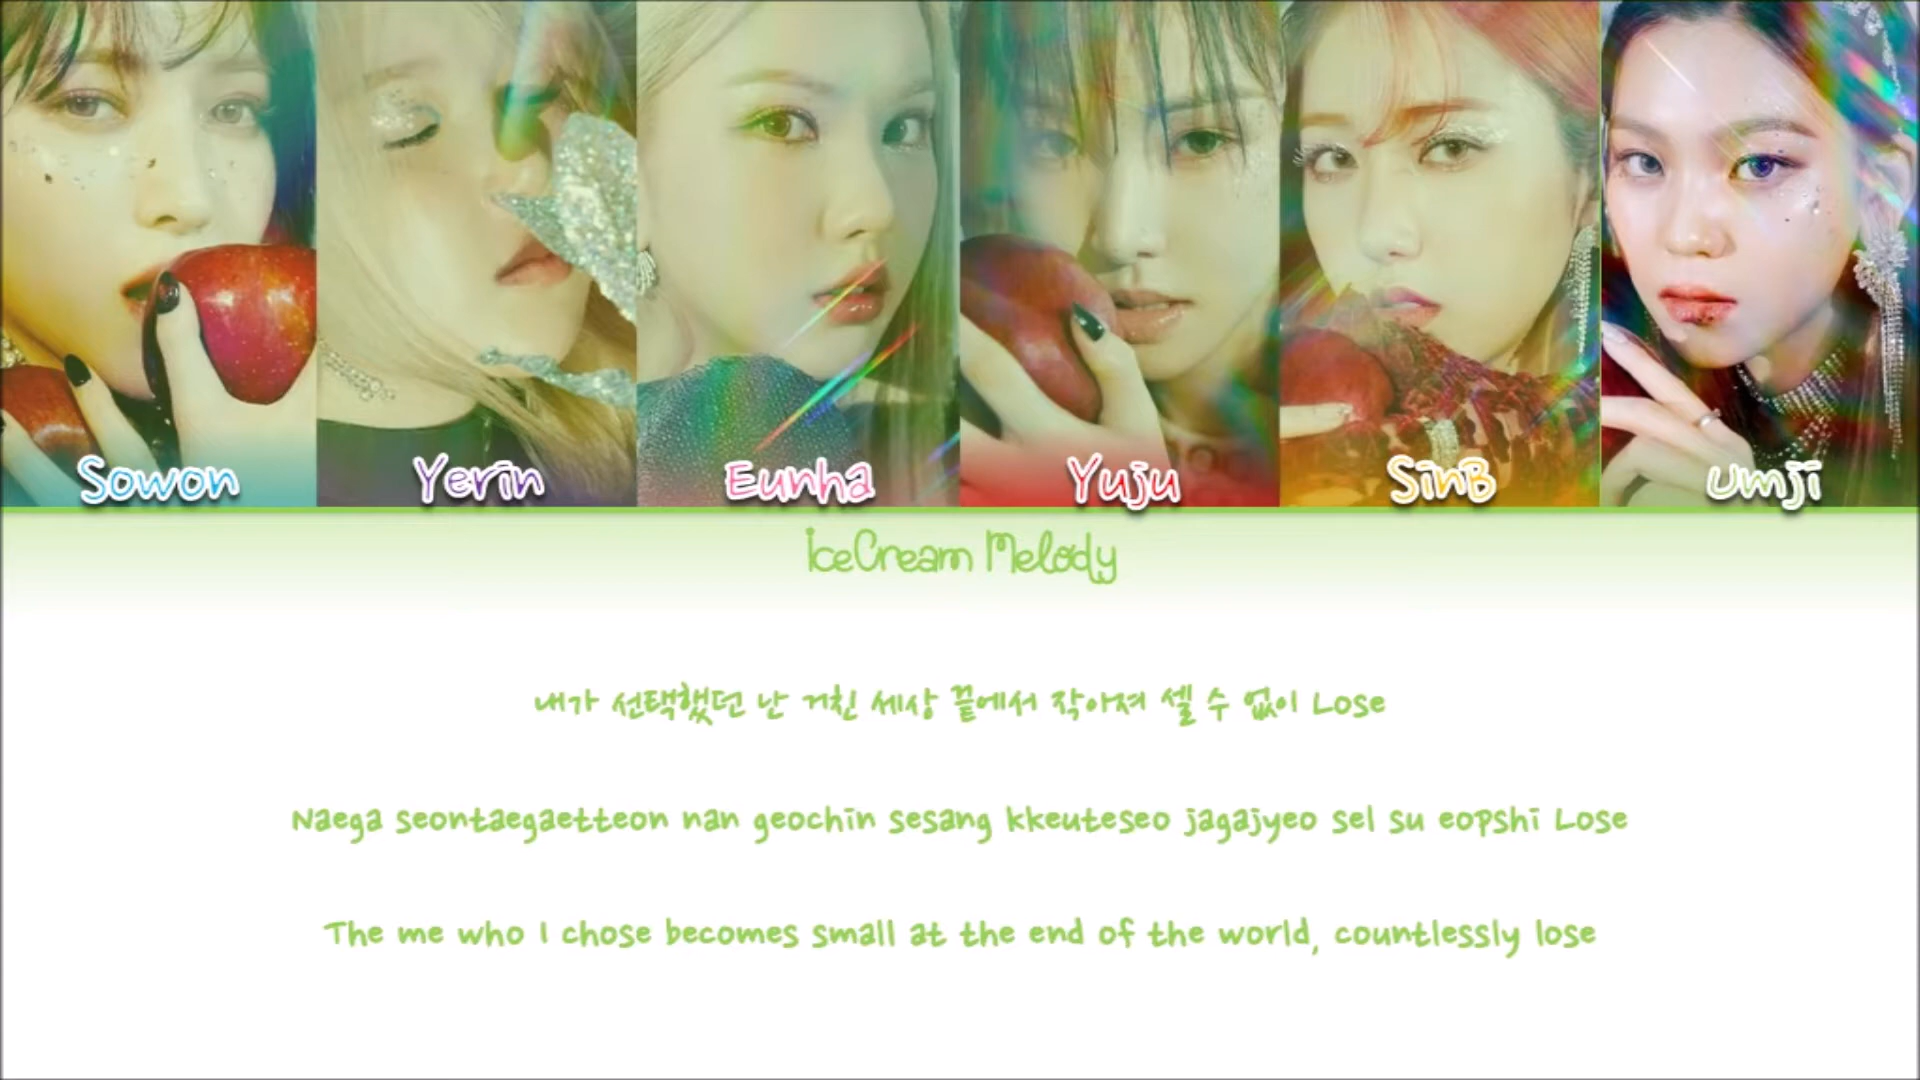 Sowon Yerin Eunha Yuju SinB Umji
IceCream Melody
내가 선택했던 난 거친 세상 끝에서 작아져 셀 수 없이 Lose
Naega seontaegaetteon nan geochin sesang kkeuteseo jagajyeo sel su eopshi Lose
The me who I chose becomes small at the end of the world, countlessly lose